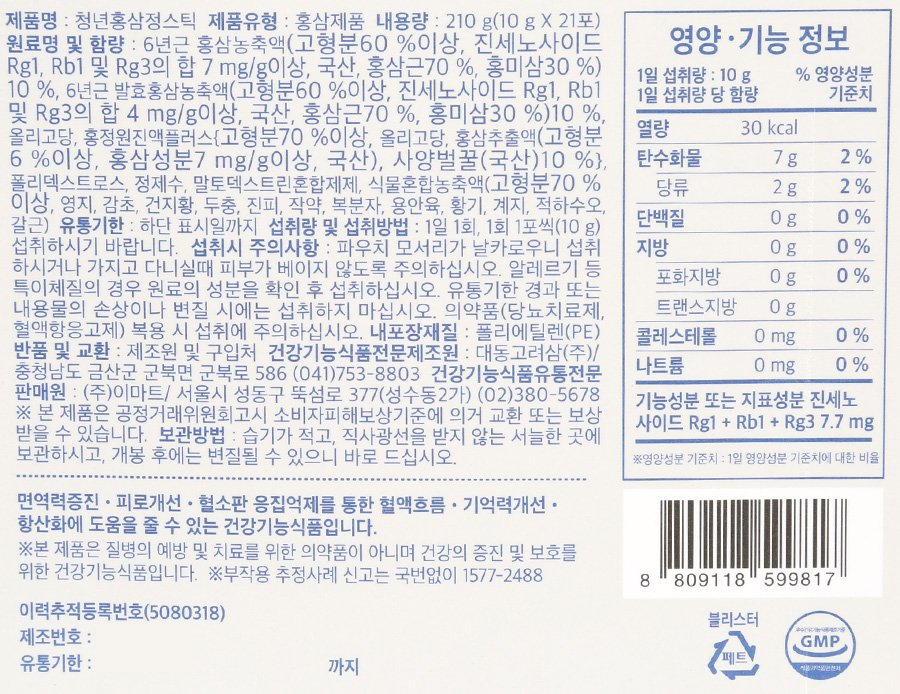 제품명 : 청년홍삼정스틱 제품유형 : 홍삼제품 내용량 : 210 g(10 g X 21포)
원료명 및 함량 : 6년근 홍삼농축액(고형분60 %이상, 진세노사이드
Rg1, Rb1 및 Rg3의 합 7 mg/g이상, 국산, 홍삼근70 %, 홍미삼30 %)
10 %, 6년근 발효홍삼농축액(고형분60 %이상, 진세노사이드 Rg1, Rb1
및 Rg3의 합 4 mg/g이상, 국산, 홍삼근70 %, 홍미삼30 %)10 %,
올리고당, 홍정원진액플러스{고형분70 %이상, 올리고당, 홍삼추출액(고형분
6 %이상, 홍삼성분7 mg/g이상, 국산), 사양벌꿀(국산)10 %},
폴리덱스트로스, 정제수, 말토덱스트린혼합제제, 식물혼합농축액(고형분70 %
이상, 영지, 감초, 건지황, 두충, 진피, 작약, 복분자, 용안육, 황기, 계지, 적하수오,
갈근) 유통기한 : 하단 표시일까지 섭취량 및 섭취방법 : 1일 1회, 1회 1포씩(10 g)
섭취하시기 바랍니다. 섭취시 주의사항 : 파우치 모서리가 날카로우니 섭취
하시거나 가지고 다니실때 피부가 베이지 않도록 주의하십시오. 알레르기 등
특이체질의 경우 원료의 성분을 확인 후 섭취하십시오. 유통기한 경과 또는
내용물의 손상이나 변질 시에는 섭취하지 마십시오. 의약품(당뇨치료제,
혈액항응고제) 복용 시 섭취에 주의하십시오. 내포장재질 : 폴리에틸렌(PE)
반품 및 교환 : 제조원 및 구입처 건강기능식품전문제조원 : 대동고려삼(주)/
충청남도 금산군 군북면 군북로 586 (041)753-8803 건강기능식품유통전문
판매원 : (주)이마트/ 서울시 성동구 뚝섬로 377(성수동2가) (02)380-5678
※ 본 제품은 공정거래위원회고시 소비자피해보상기준에 의거 교환 또는 보상
받을 수 있습니다. 보관방법 : 습기가 적고, 직사광선을 받지 않는 서늘한 곳에
보관하시고, 개봉 후에는 변질될 수 있으니 바로 드십시오.
면역력증진 · 피로개선 · 혈소판 응집억제를 통한 혈액흐름 · 기억력개선 ·
항산화에 도움을 줄 수 있는 건강기능식품입니다.
※본 제품은 질병의 예방 및 치료를 위한 의약품이 아니며 건강의 증진 및 보호를
위한 건강기능식품입니다. ※부작용 추정사례 신고는 국번없이 1577-2488
이력추적등록번호(5080318)
제조번호 :
유통기한 : 까지
영양·기능 정보
1일 섭취량 : 10 g % 영양성분
1일 섭취량 당 함량 기준치
열량 30 kcal
탄수화물 7 g 2 %
당류 2 g 2 %
단백질 0 g 0 %
지방 0 g 0 %
포화지방 0 g 0 %
트랜스지방 0 g
콜레스테롤 0 mg 0 %
나트륨 0 mg 0 %
기능성분 또는 지표성분 진세노
사이드 Rg1 + Rb1 + Rg3 7.7 mg
※영양성분 기준치 : 1일 영양성분 기준치에 대한 비율
8 809118 599817
블리스터
페트
GMP